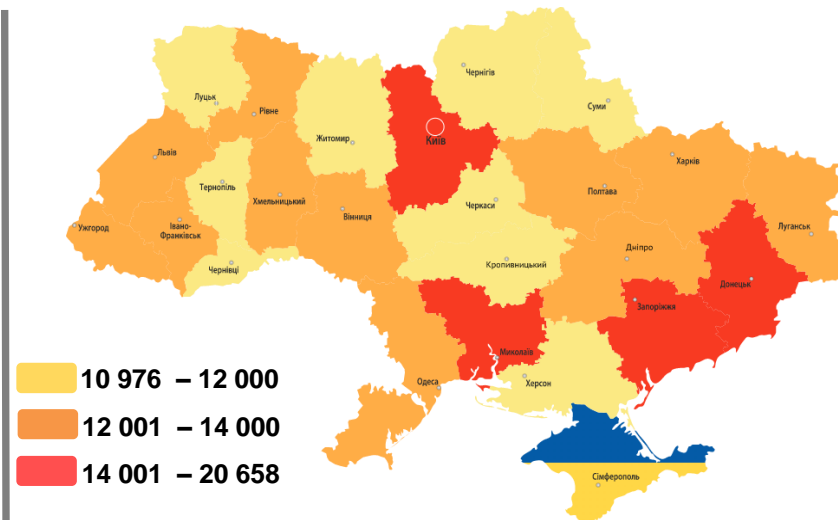 Чернігів
Луцьк
Суми
Рівне
Київ
Житомир
Львів
Харків
Тернопіль
Полтава
Хмельницький
Черкаси
Вінниця
Ужгород
Івано-
Франківськ
Луганськ
Дніпро
Чернівці
Кропивницький
Донецьк
Запоріжжя
Миколаїв
Одеса
Херсон
Сімферополь
10 976 – 12 000
12 001 – 14 000
14 001 – 20 658